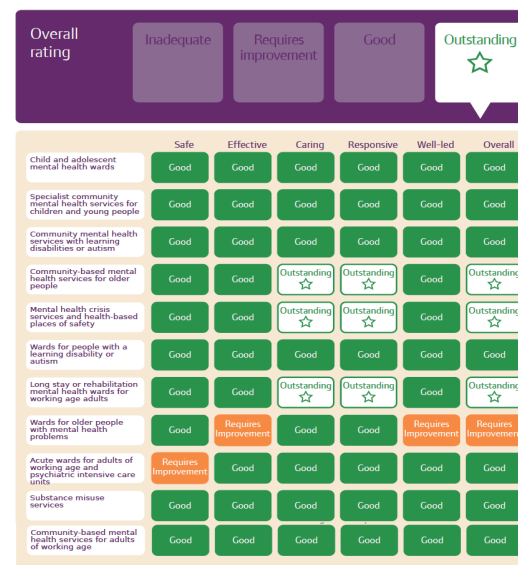 Overall
rating
Inadequate
Requires
improvement
Good
Outstanding
Safe Effective Caring Responsive Well-led Overall
Child and adolescent
mental health wards
Good Good Good Good Good Good
Specialist community
mental health services for
children and young people
Good Good Good Good Good Good
Community mental health
services with learning
disabilities or autism
Good Good Good Good Good Good
Community-based mental
health services for older
people
Good Good Outstanding Outstanding Good Outstanding
Mental health crisis
services and health-based
places of safety
Good Good Outstanding Outstanding Good Outstanding
Wards for people with a
learning disability or
autism
Good Good Good Good Good Good
Long stay or rehabilitation
mental health wards for
working age adults
Good Good Outstanding Outstanding Good Outstanding
Wards for older people
with mental health
problems
Good Requires Improvement Good Good Requires Improvement Requires Improvement
Acute wards for adults of
working age and
psychiatric intensive care
units
Requires Improvement Good Good Good Good Good
Substance misuse
services
Good Good Good Good Good Good
Community-based mental
health services for adults
of working age
Good Good Good Good Good Good